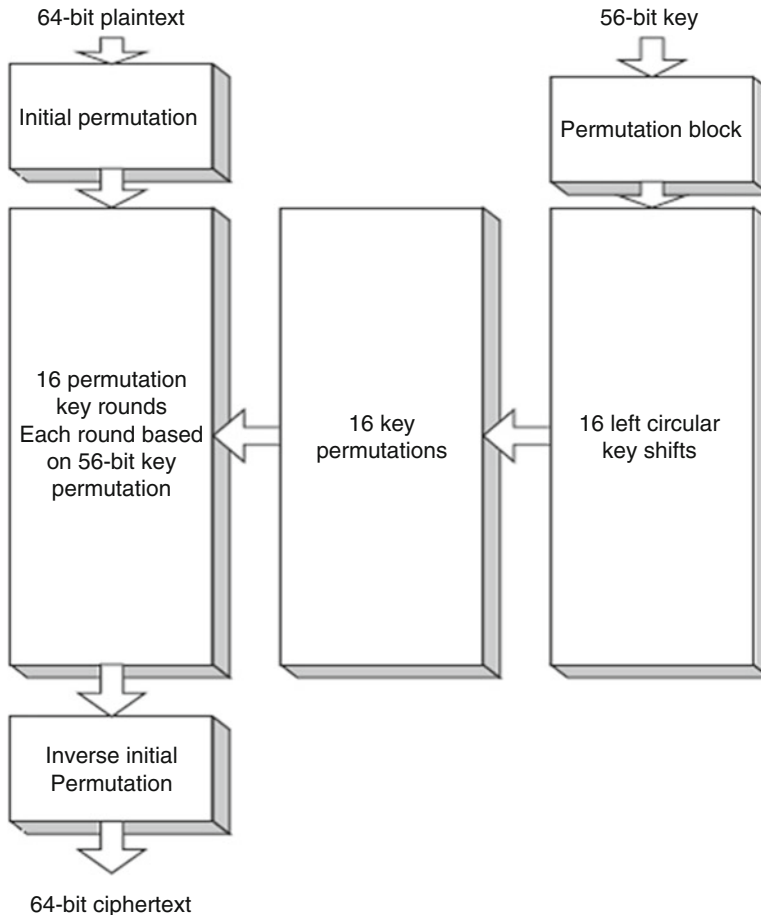 64-bit plaintext
56-bit key
Initial permutation
Permutation block
16 permutation
key rounds
Each round based
on 56-bit key
permutation
16 key
permutations
16 left circular
key shifts
Inverse initial
Permutation
64-bit ciphertext